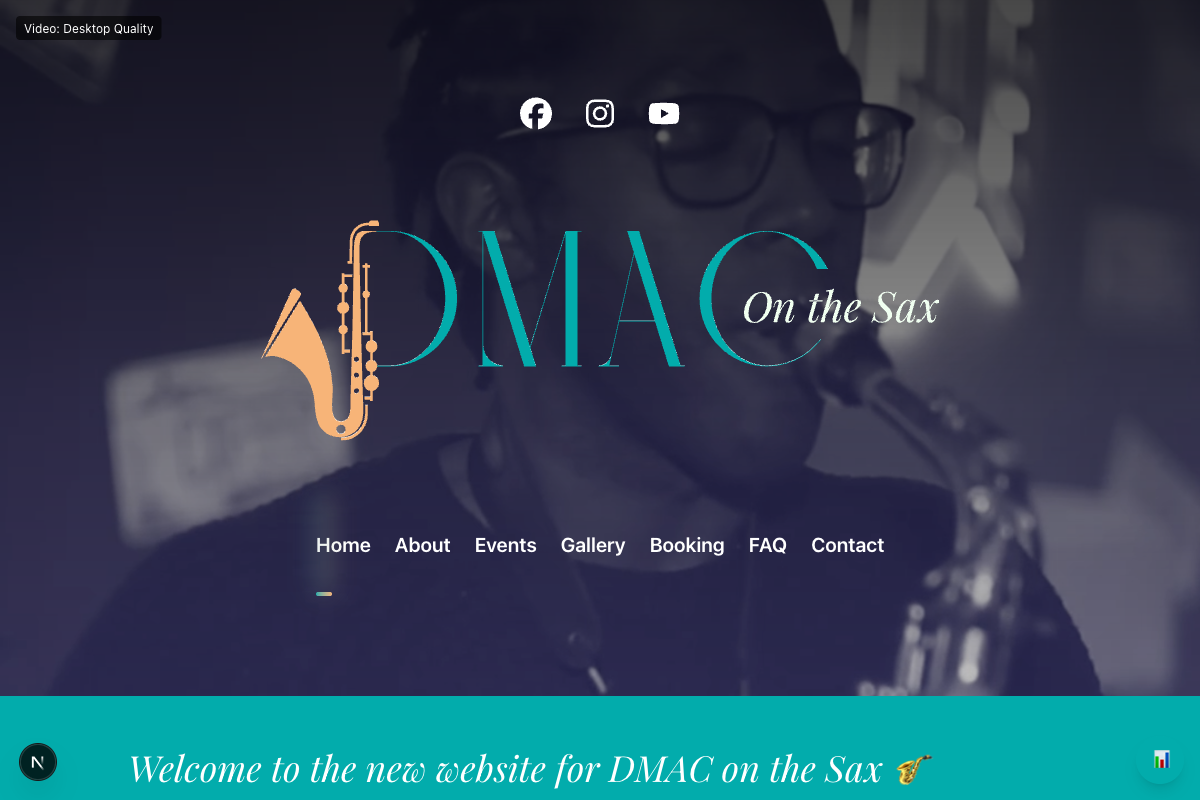 Video: Desktop Quality
DMAC
On the Sax
Home About Events Gallery Booking FAQ Contact
Welcome to the new website for DMAC on the Sax 🎷
N